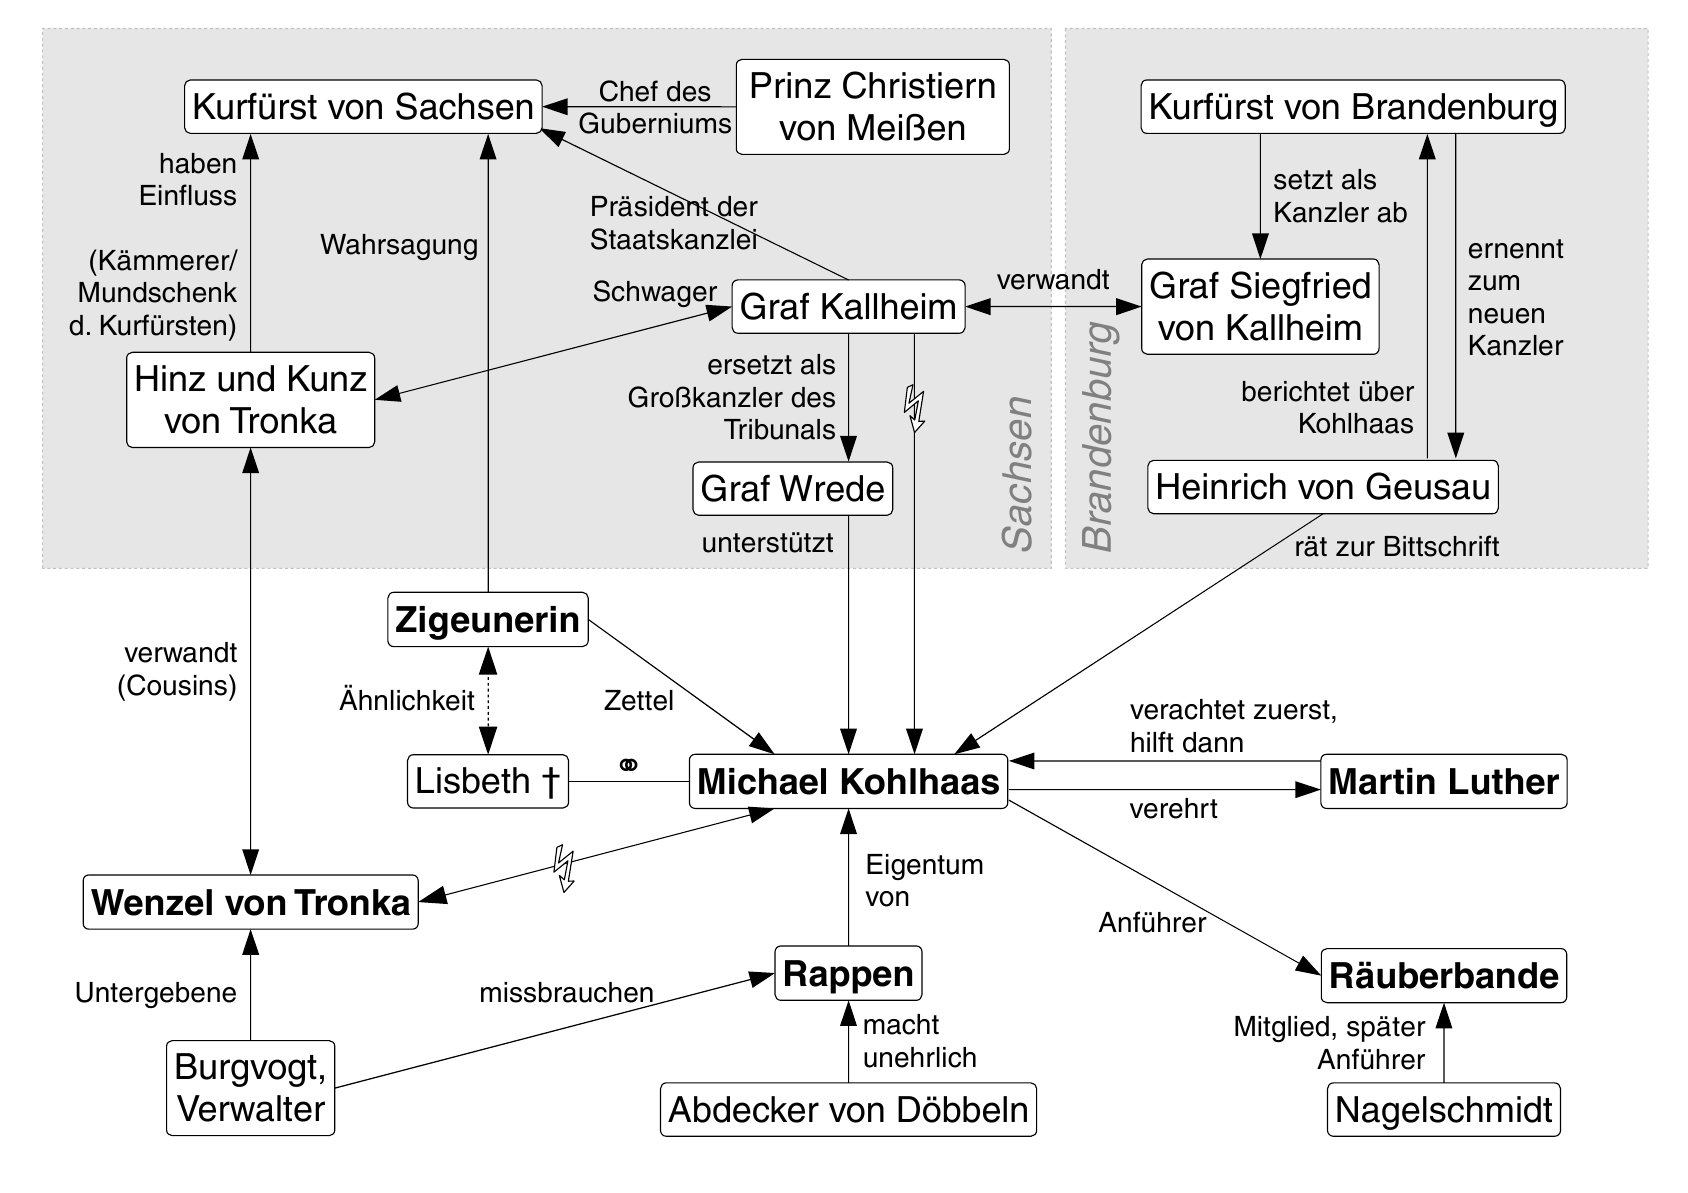 Kurfürst von Sachsen
Chef des
Guberniums
Prinz Christiern
von Meißen
Kurfürst von Brandenburg
haben
Einfluss
(Kämmerer/
Mundschenk
d. Kurfürsten)
Wahrsagung
Präsident der
Staatskanzlei
setzt als
Kanzler ab
ernennt
zum
neuen
Kanzler
Schwager
Graf Kallheim
verwandt
Graf Siegfried
von Kallheim
Hinz und Kunz
von Tronka
ersetzt als
Großkanzler des
Tribunals
berichtet über
Kohlhaas
Sachsen
Brandenburg
Graf Wrede
Heinrich von Geusau
unterstützt
rät zur Bittschrift
Zigeunerin
verwandt
(Cousins)
Ähnlichkeit
Zettel
verachtet zuerst,
hilft dann
Lisbeth †
Michael Kohlhaas
Martin Luther
verehrt
Wenzel von Tronka
Eigentum
von
Anführer
Untergebene
missbrauchen
Rappen
Räuberbande
macht
unehrlich
Mitglied, später
Anführer
Burgvogt,
Verwalter
Abdecker von Döbbeln
Nagelschmidt